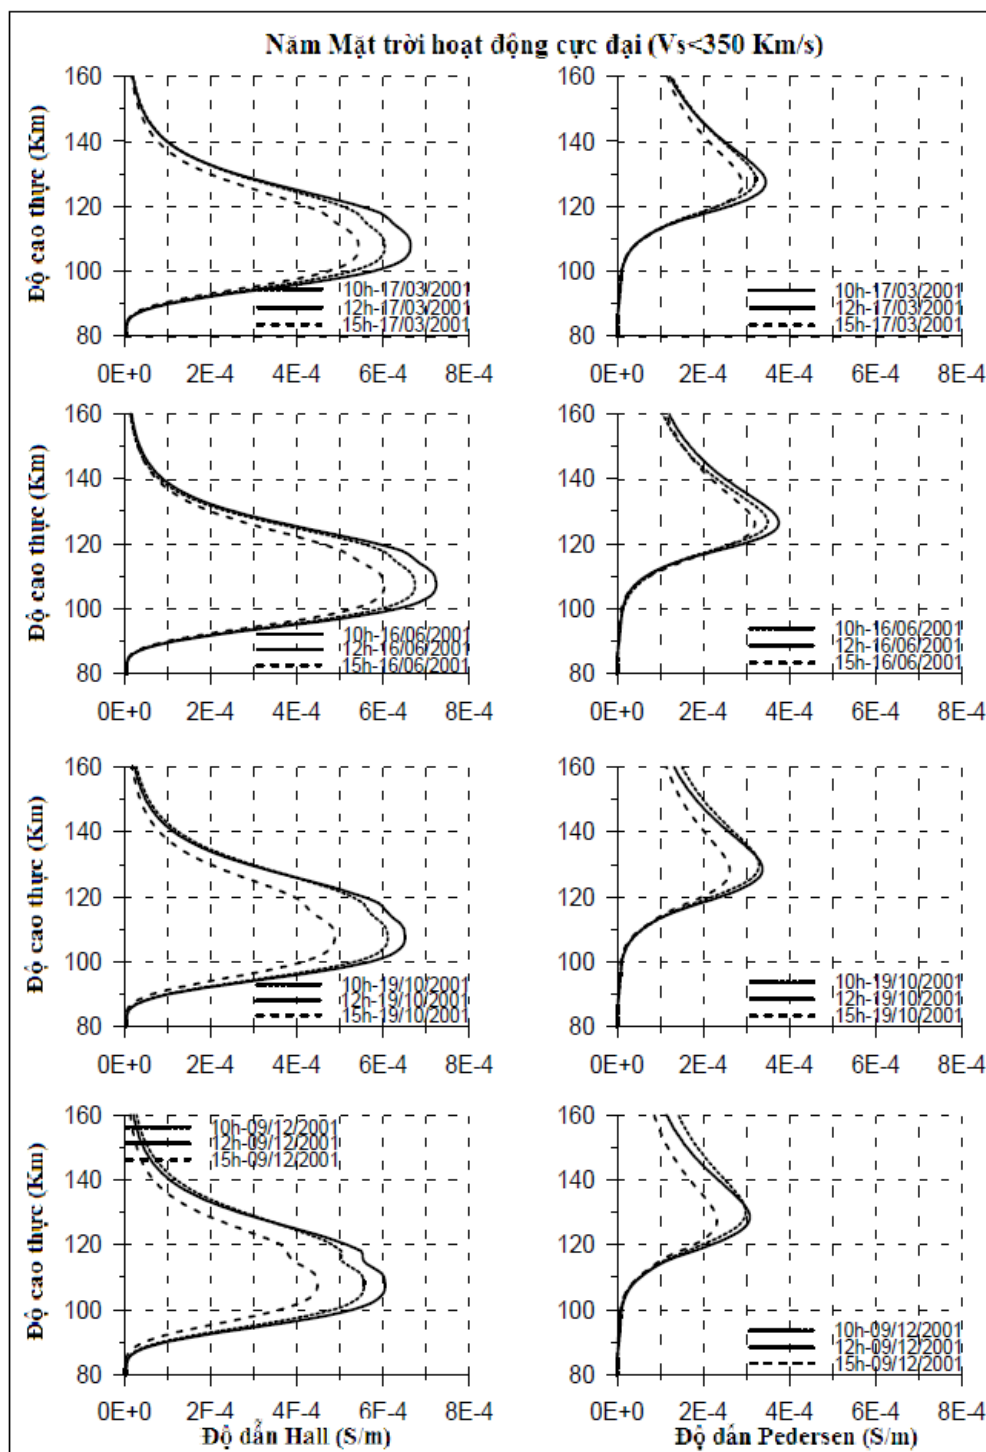 Năm Mặt trời hoạt động cực đại (Vs<350 Km/s)
Độ cao thực (Km)
160
140
120
100
80
10h-17/03/2001
12h-17/03/2001
15h-17/03/2001
0E+0 2E-4 4E-4 6E-4 8E-4
160
140
120
100
80
10h-17/03/2001
12h-17/03/2001
15h-17/03/2001
0E+0 2E-4 4E-4 6E-4 8E-4
Độ cao thực (Km)
160
140
120
100
80
10h-16/06/2001
12h-16/06/2001
15h-16/06/2001
0E+0 2E-4 4E-4 6E-4 8E-4
160
140
120
100
80
10h-16/06/2001
12h-16/06/2001
15h-16/06/2001
0E+0 2E-4 4E-4 6E-4 8E-4
Độ cao thực (Km)
160
140
120
100
80
10h-19/10/2001
12h-19/10/2001
15h-19/10/2001
0E+0 2E-4 4E-4 6E-4 8E-4
160
140
120
100
80
10h-19/10/2001
12h-19/10/2001
15h-19/10/2001
0E+0 2E-4 4E-4 6E-4 8E-4
Độ cao thực (Km)
160
140
120
100
80
10h-09/12/2001
12h-09/12/2001
15h-09/12/2001
0E+0 2E-4 4E-4 6E-4 8E-4
Độ dẫn Hall (S/m)
160
140
120
100
80
10h-09/12/2001
12h-09/12/2001
15h-09/12/2001
0E+0 2E-4 4E-4 6E-4 8E-4
Độ dẫn Pedersen (S/m)